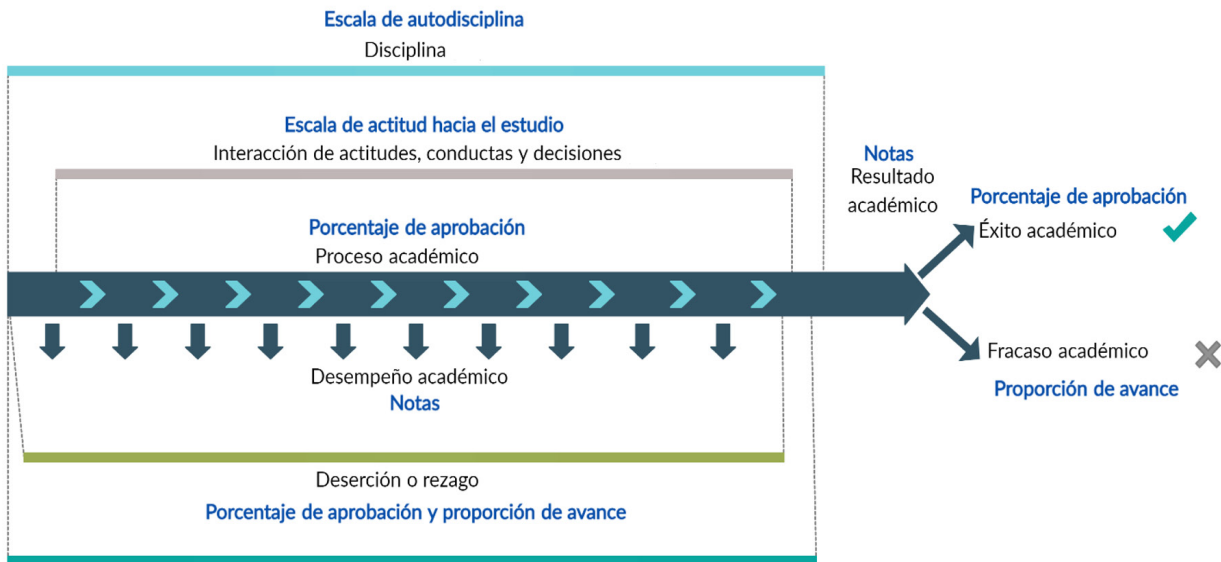 Escala de autodisciplina
Disciplina
Escala de actitud hacia el estudio
Interacción de actitudes, conductas y decisiones
Porcentaje de aprobación
Proceso académico
Notas
Resultado
académico
Porcentaje de aprobación
Éxito académico
Fracaso académico
Proporción de avance
Desempeño académico
Notas
Deserción o rezago
Porcentaje de aprobación y proporción de avance